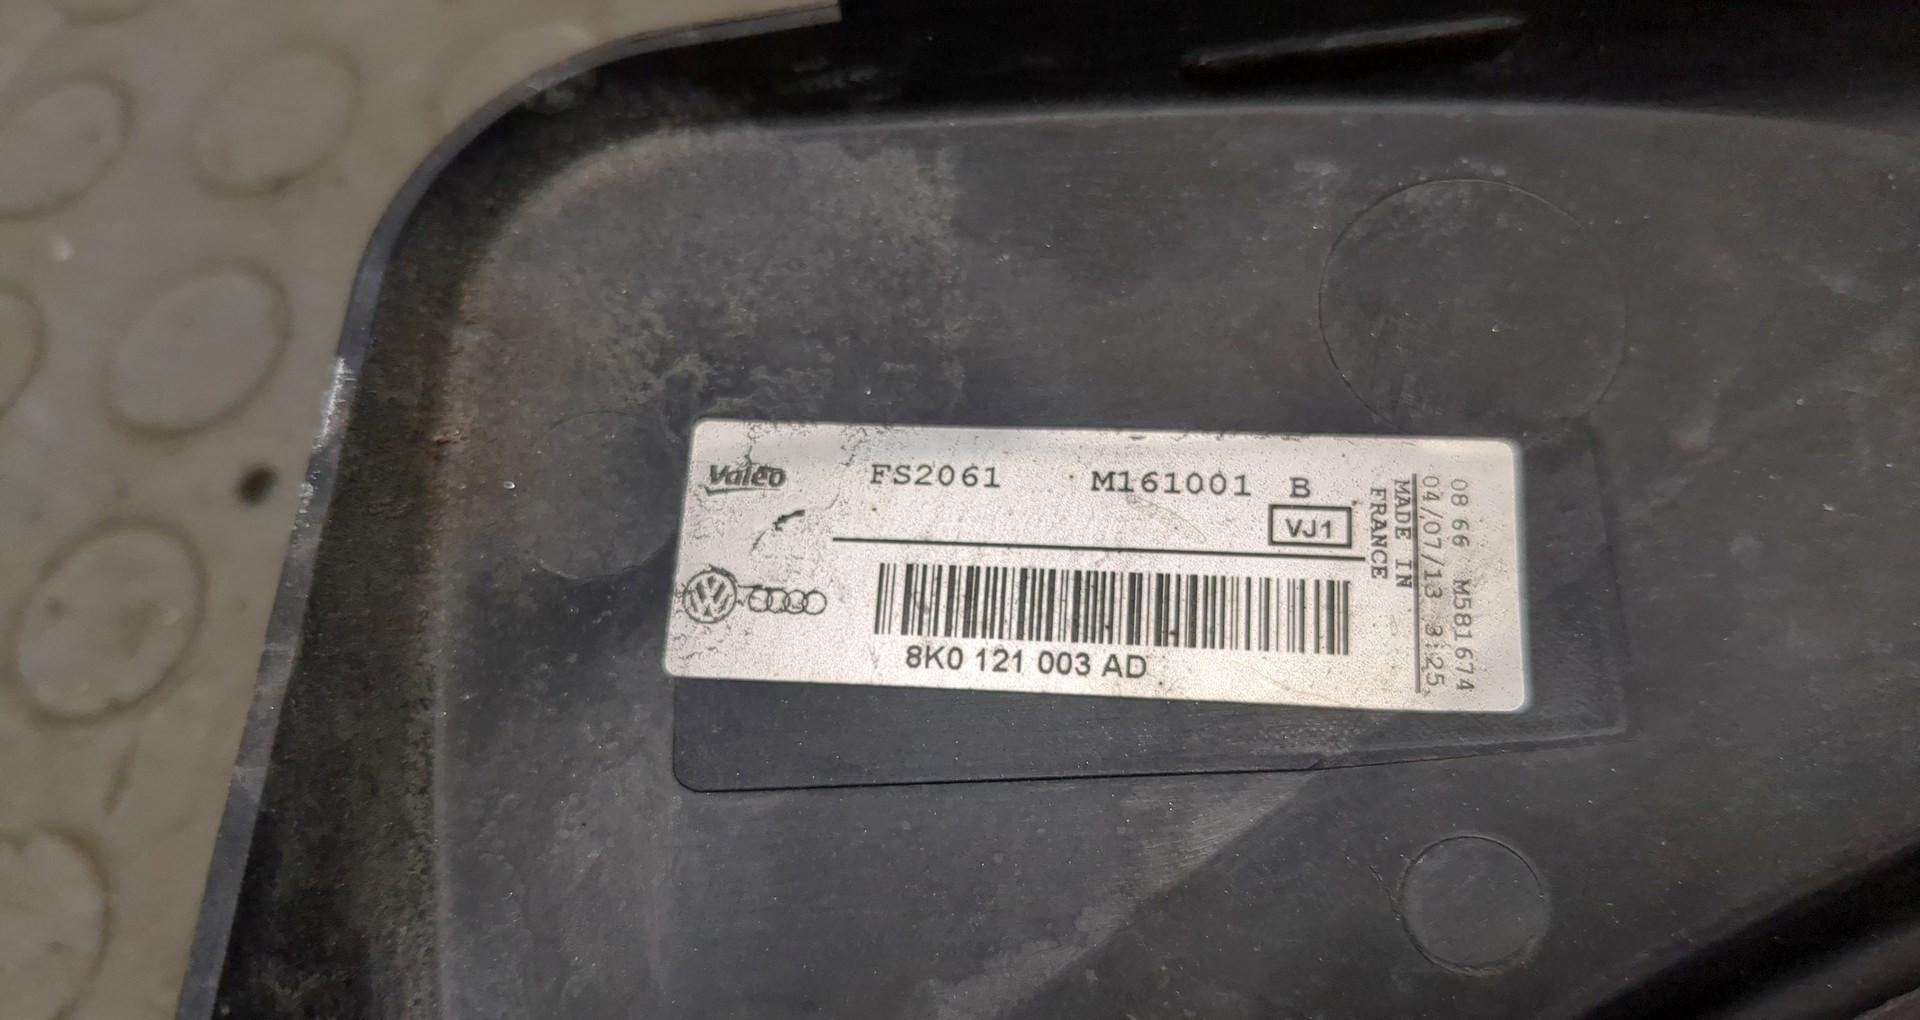 Valeo FS2061 M161001 B
VJ1
8K0 121 003 AD
MADE IN
FRANCE
08 66 M581674
04/07/13 3:25